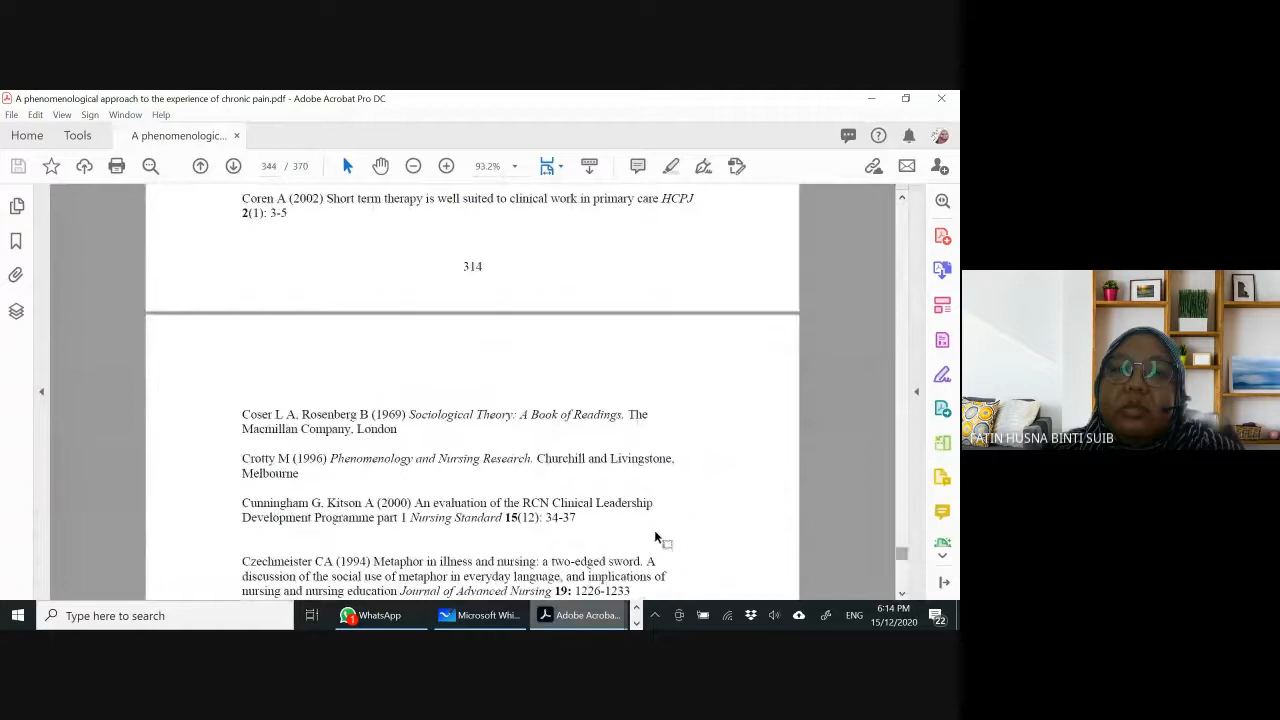 A phenomenological approach to the experience of chronic pain.pdf - Adobe Acrobat Pro DC
File Edit View Sign Window Help
Home Tools A phenomenologic... ×
344 / 370 93.2%
Coren A (2002) Short term therapy is well suited to clinical work in primary care HCPJ
2(1): 3-5
314
Coser L A, Rosenberg B (1969) Sociological Theory: A Book of Readings. The
Macmillan Company, London
Crotty M (1996) Phenomenology and Nursing Research. Churchill and Livingstone,
Melbourne
Cunningham G. Kitson A (2000) An evaluation of the RCN Clinical Leadership
Development Programme part 1 Nursing Standard 15(12): 34-37
Czechmeister CA (1994) Metaphor in illness and nursing: a two-edged sword. A
discussion of the social use of metaphor in everyday language, and implications of
nursing and nursing education Journal of Advanced Nursing 19: 1226-1233
FATIN HUSNA BINTI SUIB
Type here to search
1 WhatsApp
Microsoft Whi...
Adobe Acroba...
ENG
6:14 PM
15/12/2020
22